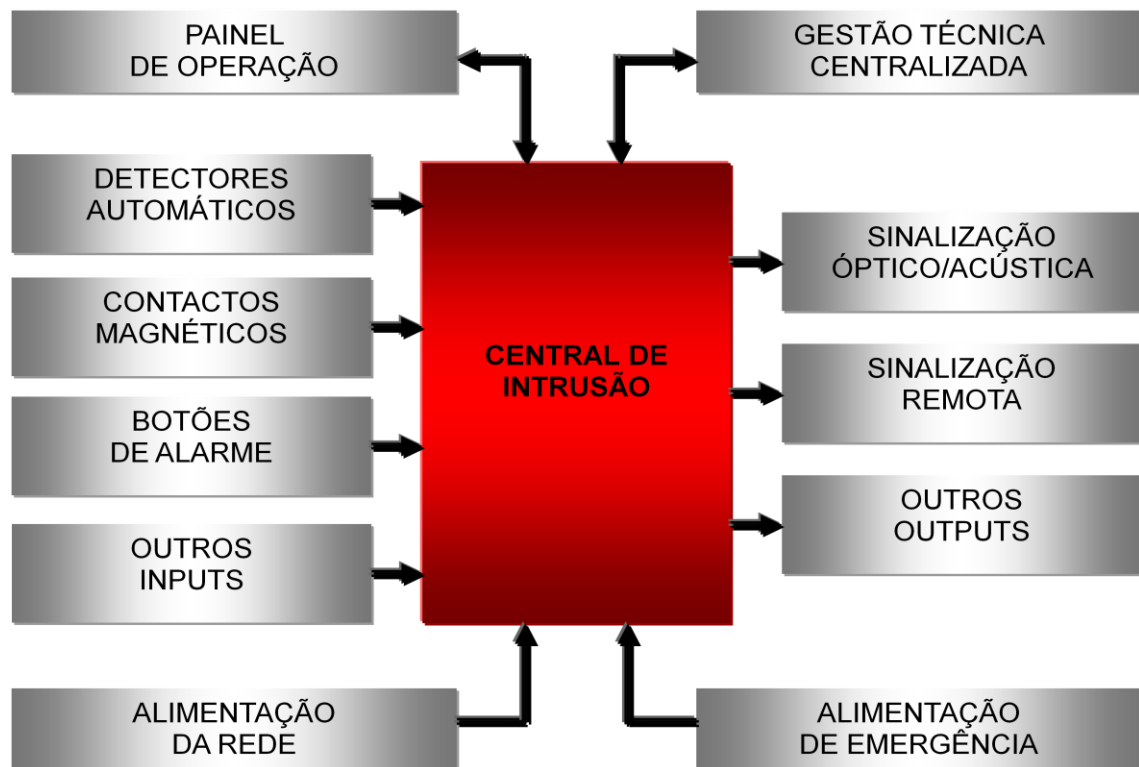 PAINEL
DE OPERAÇÃO
GESTÃO TÉCNICA
CENTRALIZADA
DETECTORES
AUTOMÁTICOS
CONTACTOS
MAGNÉTICOS
BOTÕES
DE ALARME
OUTROS
INPUTS
CENTRAL DE
INTRUSÃO
SINALIZAÇÃO
ÓPTICO/ACÚSTICA
SINALIZAÇÃO
REMOTA
OUTROS
OUTPUTS
ALIMENTAÇÃO
DA REDE
ALIMENTAÇÃO
DE EMERGÊNCIA